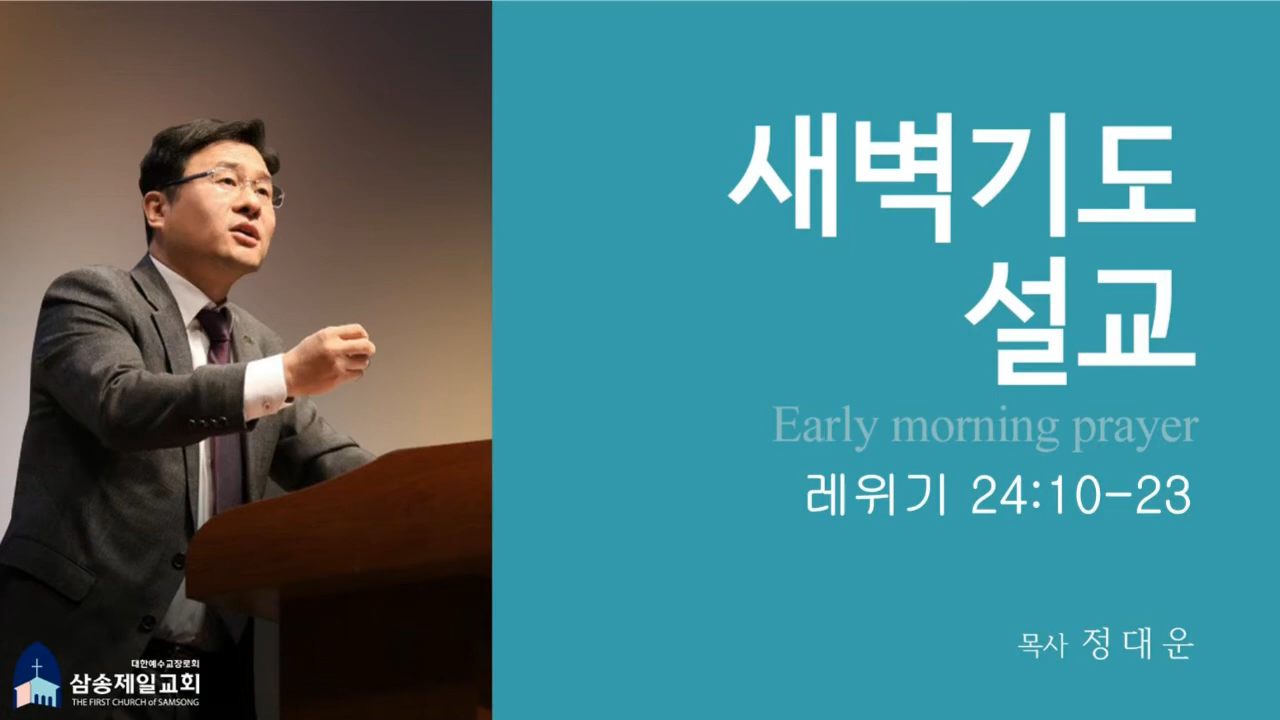 새벽기도
설교
Early morning prayer
레위기 24:10-23
목사 정대운
대한예수교장로회
삼송제일교회
THE FIRST CHURCH of SAMSONG